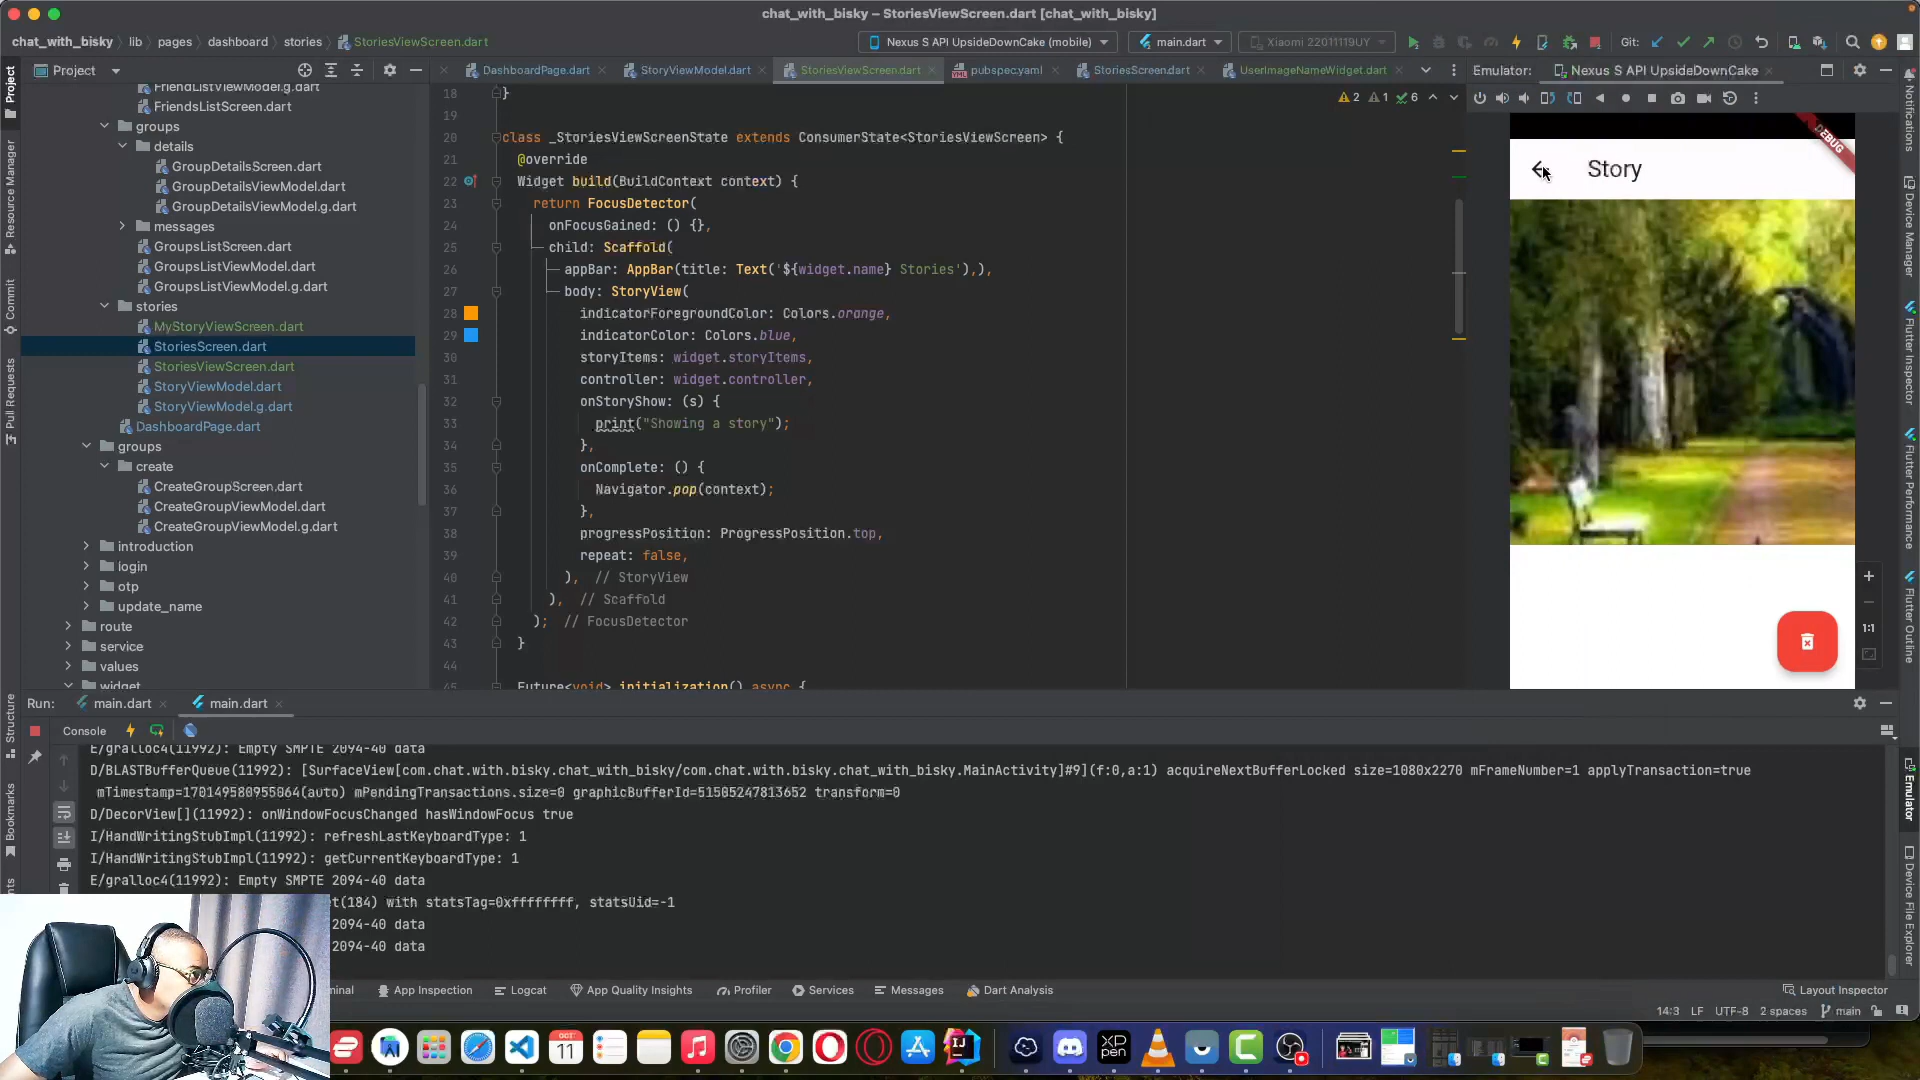 chat_with_bisky – StoriesViewScreen.dart [chat_with_bisky]
chat_with_bisky lib pages dashboard stories StoriesViewScreen.dart
Nexus S API UpsideDownCake (mobile) main.dart Xiaomi 22011119UY Git:
Project DashboardPage.dart StoryViewModel.dart StoriesViewScreen.dart pubspec.yaml StoriesScreen.dart UserImageNameWidget.dart Emulator: Nexus S API UpsideDownCake
FriendListViewModel.g.dart
FriendsListScreen.dart
groups
details
GroupDetailsScreen.dart
GroupDetailsViewModel.dart
GroupDetailsViewModel.g.dart
messages
GroupsListScreen.dart
GroupsListViewModel.dart
GroupsListViewModel.g.dart
stories
MyStoryViewScreen.dart
StoriesScreen.dart
StoriesViewScreen.dart
StoryViewModel.dart
StoryViewModel.g.dart
DashboardPage.dart
groups
create
CreateGroupScreen.dart
CreateGroupViewModel.dart
CreateGroupViewModel.g.dart
introduction
login
otp
update_name
route
service
values
widget
2 1 6
18 }
19
20 class _StoriesViewScreenState extends ConsumerState<StoriesViewScreen> {
21 @override
22 Widget build(BuildContext context) {
23 return FocusDetector(
24 onFocusGained: () {},
25 child: Scaffold(
26 appBar: AppBar(title: Text('${widget.name} Stories'),),
27 body: StoryView(
28 indicatorForegroundColor: Colors.orange,
29 indicatorColor: Colors.blue,
30 storyItems: widget.storyItems,
31 controller: widget.controller,
32 onStoryShow: (s) {
33 print("Showing a story");
34 },
35 onComplete: () {
36 Navigator.pop(context);
37 },
38 progressPosition: ProgressPosition.top,
39 repeat: false,
40 ), // StoryView
41 ), // Scaffold
42 ); // FocusDetector
43 }
44
45 Future<void> initialization() async {
Story
DEBUG
1:1
Project
Resource Manager
Commit
Pull Requests
Structure
Bookmarks
Notifications
Device Manager
Flutter Inspector
Flutter Performance
Flutter Outline
Emulator
Device File Explorer
Run: main.dart main.dart
Console
E/gralloc4(11992): Empty SMPTE 2094-40 data
D/BLASTBufferQueue(11992): [SurfaceView[com.chat.with.bisky.chat_with_bisky/com.chat.with.bisky.chat_with_bisky.MainActivity]#9](f:0,a:1) acquireNextBufferLocked size=1080x2270 mFrameNumber=1 applyTransaction=true
mTimestamp=170149580955064(auto) mPendingTransactions.size=0 graphicBufferId=51505247813652 transform=0
D/DecorView[](11992): onWindowFocusChanged hasWindowFocus true
I/HandWritingStubImpl(11992): refreshLastKeyboardType: 1
I/HandWritingStubImpl(11992): getCurrentKeyboardType: 1
E/gralloc4(11992): Empty SMPTE 2094-40 data
et(184) with statsTag=0xffffffff, statsUid=-1
2094-40 data
2094-40 data
minal App Inspection Logcat App Quality Insights Profiler Services Messages Dart Analysis Layout Inspector
14:3 LF UTF-8 2 spaces main
OCT
11
IJ
XP
PEN